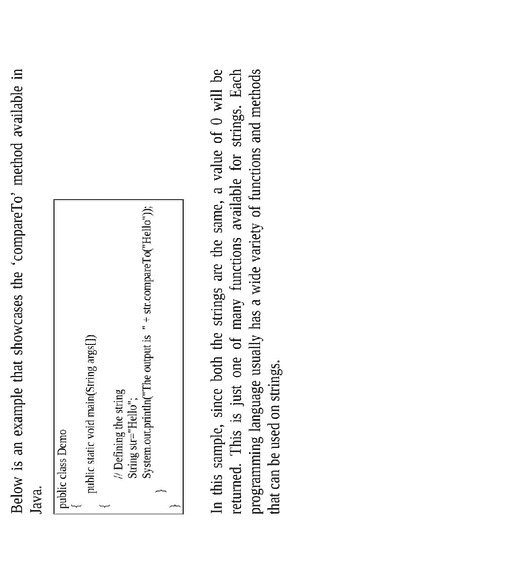 Below is an example that showcases the ‘compareTo’ method available in
Java.
public class Demo
{
public static void main(String args[])
{
// Defining the string
String str="Hello";
System.out.println("The output is  " + str.compareTo("Hello"));
}
}
In this sample, since both the strings are the same, a value of 0 will be
returned. This is just one of many functions available for strings. Each
programming language usually has a wide variety of functions and methods
that can be used on strings.